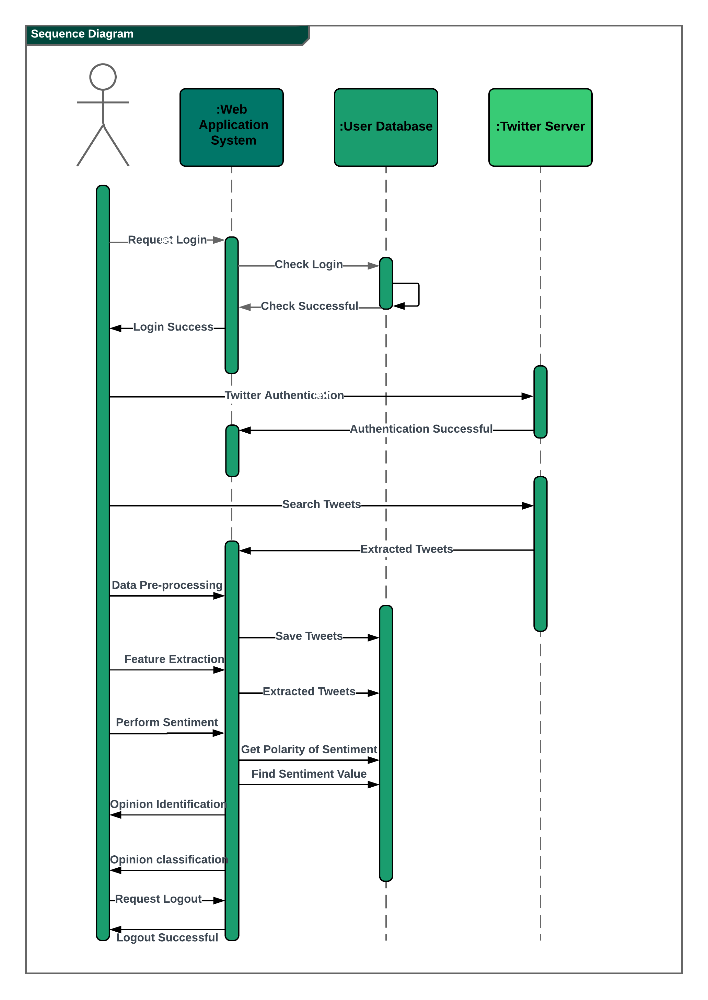 Sequence Diagram
:Web
Application
System
:User Database
:Twitter Server
Request Login
Check Login
Check Successful
Login Success
Twitter Authentication
Authentication Successful
Search Tweets
Extracted Tweets
Data Pre-processing
Save Tweets
Feature Extraction
Extracted Tweets
Perform Sentiment
Get Polarity of Sentiment
Find Sentiment Value
Opinion Identification
Opinion classification
Request Logout
Logout Successful